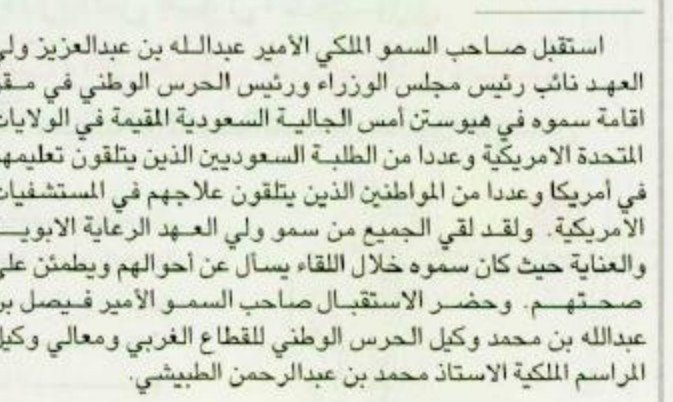 استقبل صاحب السمو الملكي الأمير عبدالله بن عبدالعزيز ولي
العهد نائب رئيس مجلس الوزراء ورئيس الحرس الوطني في مقر
اقامة سموه في هيوستن أمس الجالية السعودية المقيمة في الولايات
المتحدة الامريكية وعددا من الطلبة السعوديين الذين يتلقون تعليمهم
في أمريكا وعددا من المواطنين الذين يتلقون علاجهم في المستشفيات
الأمريكية. ولقد لقي الجميع من سمو ولي العهد الرعاية الابويـ
والعناية حيث كان سموه خلال اللقاء يسأل عن أحوالهم ويطمئن على
صحتهم. وحضر الاستقبال صاحب السمو الأمير فيصل بن
عبدالله بن محمد وكيل الحرس الوطني للقطاع الغربي ومعالي وكيل
المراسم الملكية الاستاذ محمد بن عبدالرحمن الطبيشي.